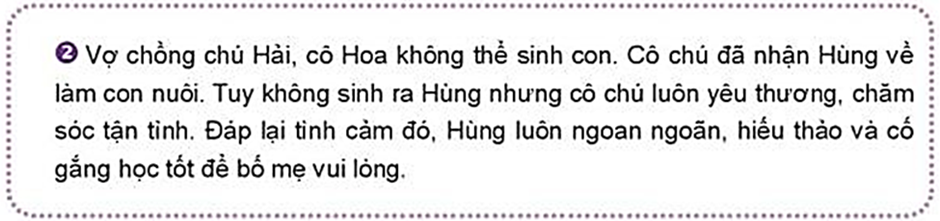 ❷ Vợ chồng chú Hải, cô Hoa không thể sinh con. Cô chú đã nhận Hùng về
làm con nuôi. Tuy không sinh ra Hùng nhưng cô chú luôn yêu thương, chăm
sóc tận tình. Đáp lại tình cảm đó, Hùng luôn ngoan ngoãn, hiếu thảo và cố
gắng học tốt để bố mẹ vui lòng.